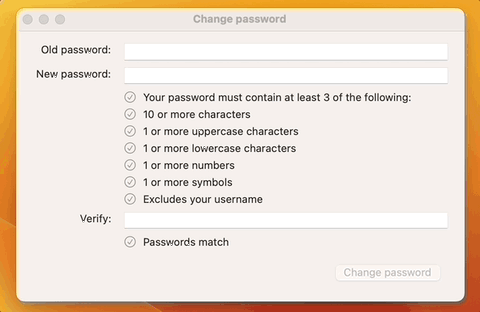 Change password
Old password:
New password:
Your password must contain at least 3 of the following:
10 or more characters
1 or more uppercase characters
1 or more lowercase characters
1 or more numbers
1 or more symbols
Excludes your username
Verify:
Passwords match
Change password